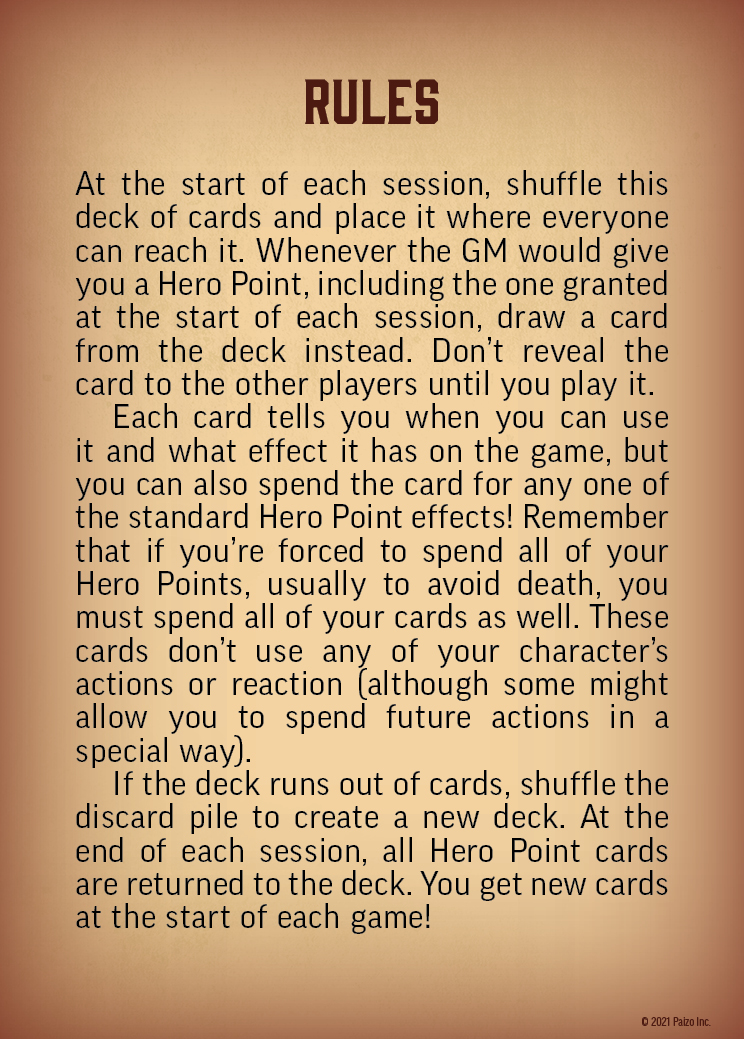 RULES
At the start of each session, shuffle this
deck of cards and place it where everyone
can reach it. Whenever the GM would give
you a Hero Point, including the one granted
at the start of each session, draw a card
from the deck instead. Don’t reveal the
card to the other players until you play it.
Each card tells you when you can use
it and what effect it has on the game, but
you can also spend the card for any one of
the standard Hero Point effects! Remember
that if you’re forced to spend all of your
Hero Points, usually to avoid death, you
must spend all of your cards as well. These
cards don’t use any of your character’s
actions or reaction (although some might
allow you to spend future actions in a
special way).
If the deck runs out of cards, shuffle the
discard pile to create a new deck. At the
end of each session, all Hero Point cards
are returned to the deck. You get new cards
at the start of each game!
© 2021 Paizo Inc.